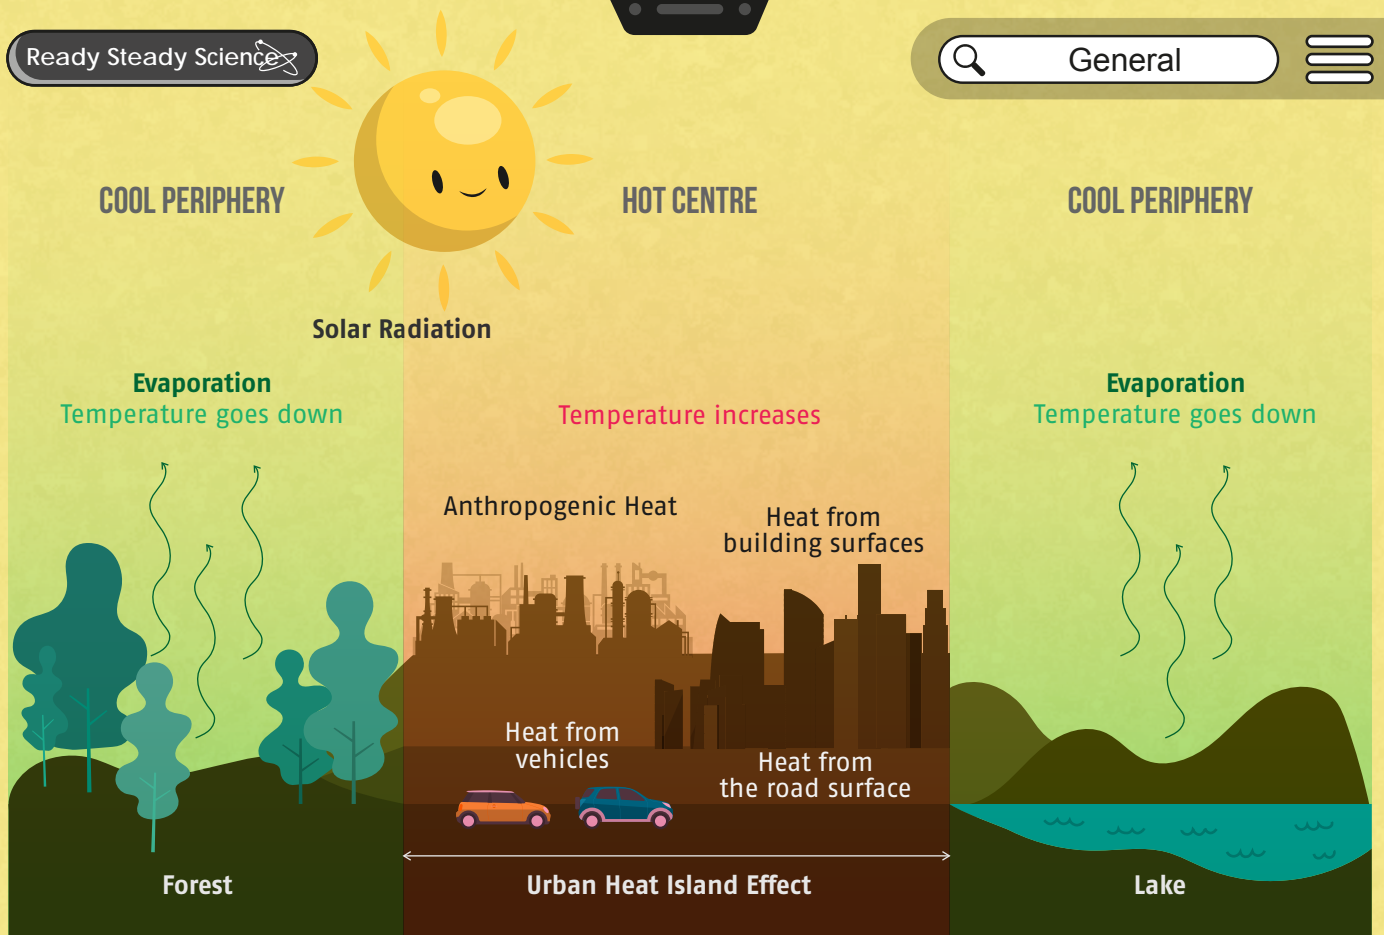 Ready Steady Science
General
COOL PERIPHERY
HOT CENTRE
COOL PERIPHERY
Solar Radiation
Evaporation
Temperature goes down
Temperature increases
Evaporation
Temperature goes down
Anthropogenic Heat
Heat from
building surfaces
Heat from
vehicles
Heat from
the road surface
Forest
Urban Heat Island Effect
Lake